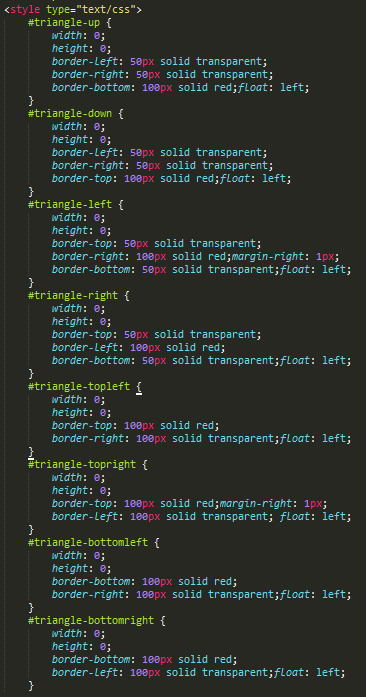 <style type="text/css">
#triangle-up {
width: 0;
height: 0;
border-left: 50px solid transparent;
border-right: 50px solid transparent;
border-bottom: 100px solid red;float: left;
}
#triangle-down {
width: 0;
height: 0;
border-left: 50px solid transparent;
border-right: 50px solid transparent;
border-top: 100px solid red;float: left;
}
#triangle-left {
width: 0;
height: 0;
border-top: 50px solid transparent;
border-right: 100px solid red;margin-right: 1px;
border-bottom: 50px solid transparent;float: left;
}
#triangle-right {
width: 0;
height: 0;
border-top: 50px solid transparent;
border-left: 100px solid red;
border-bottom: 50px solid transparent;float: left;
}
#triangle-topleft {
width: 0;
height: 0;
border-top: 100px solid red;
border-right: 100px solid transparent;float: left;
}
#triangle-topright {
width: 0;
height: 0;
border-top: 100px solid red;margin-right: 1px;
border-left: 100px solid transparent; float: left;
}
#triangle-bottomleft {
width: 0;
height: 0;
border-bottom: 100px solid red;
border-right: 100px solid transparent;float: left;
}
#triangle-bottomright {
width: 0;
height: 0;
border-bottom: 100px solid red;
border-left: 100px solid transparent;float: left;
}